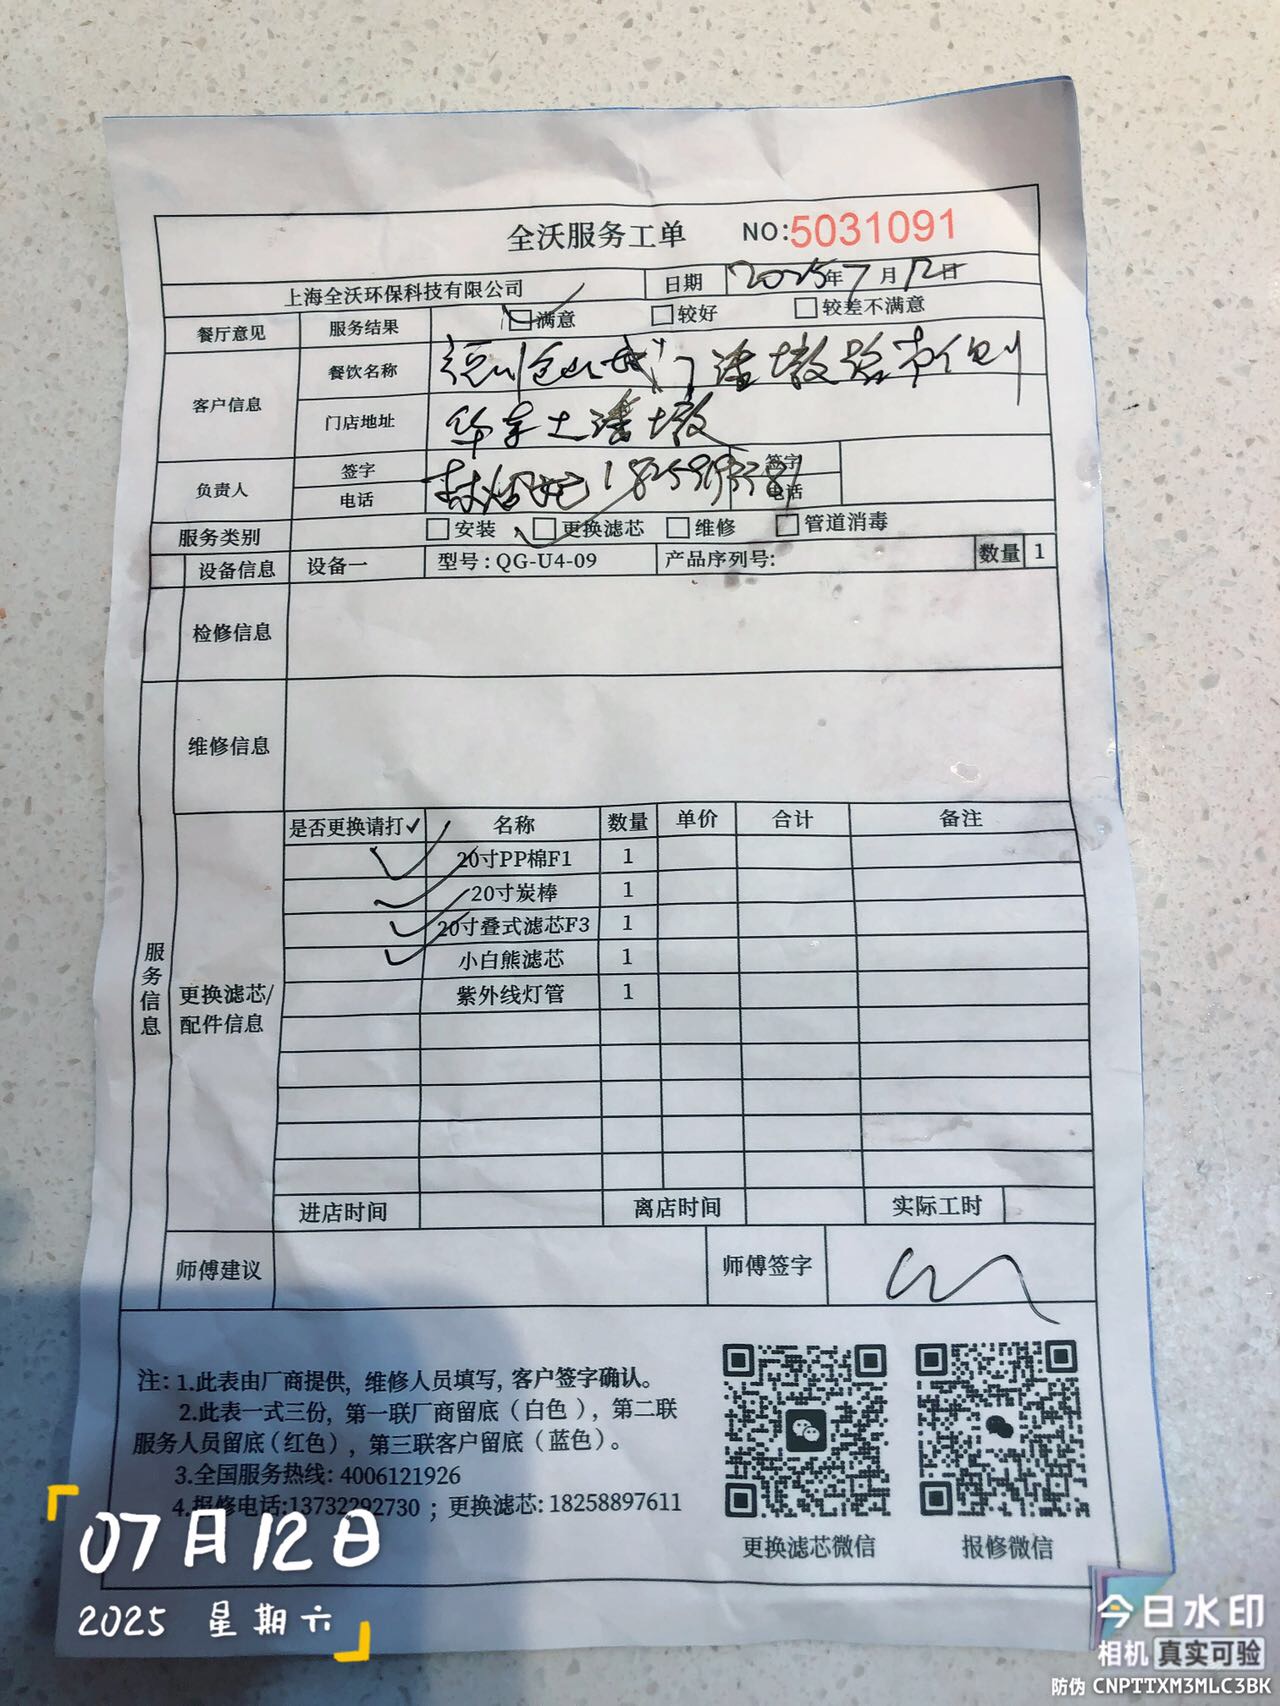 全沃服务工单 NO:5031091
上海全沃环保科技有限公司 日期 2025年7月12日
餐厅意见 服务结果 满意 较好 较差不满意
客户信息 餐饮名称
门店地址 华
负责人 签字 签字
电话 电话
服务类别 安装 更换滤芯 维修 管道消毒
设备信息 设备一 型号:QG-U4-09 产品序列号: 数量 1
检修信息
维修信息
服务信息
更换滤芯/配件信息
是否更换请打✓ 名称 数量 单价 合计 备注
✓ 20寸PP棉F1 1
✓ 20寸炭棒 1
✓ 20寸叠式滤芯F3 1
✓ 小白熊滤芯 1
紫外线灯管 1
进店时间 离店时间 实际工时
师傅建议 师傅签字
注:1.此表由厂商提供,维修人员填写,客户签字确认。
2.此表一式三份,第一联厂商留底(白色),第二联
服务人员留底(红色),第三联客户留底(蓝色)。
3.全国服务热线:4006121926
4.报修电话:13732292730;更换滤芯:18258897611
更换滤芯微信 报修微信
07月12日
2025 星期六
今日水印
相机 真实可验
防伪 CNPTTXM3MLC3BK